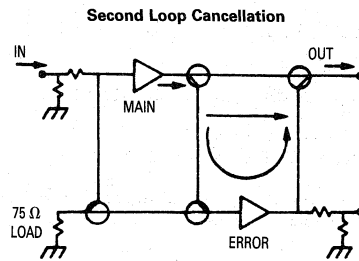 Second Loop Cancellation
IN
OUT
MAIN
75 Ω
LOAD
ERROR